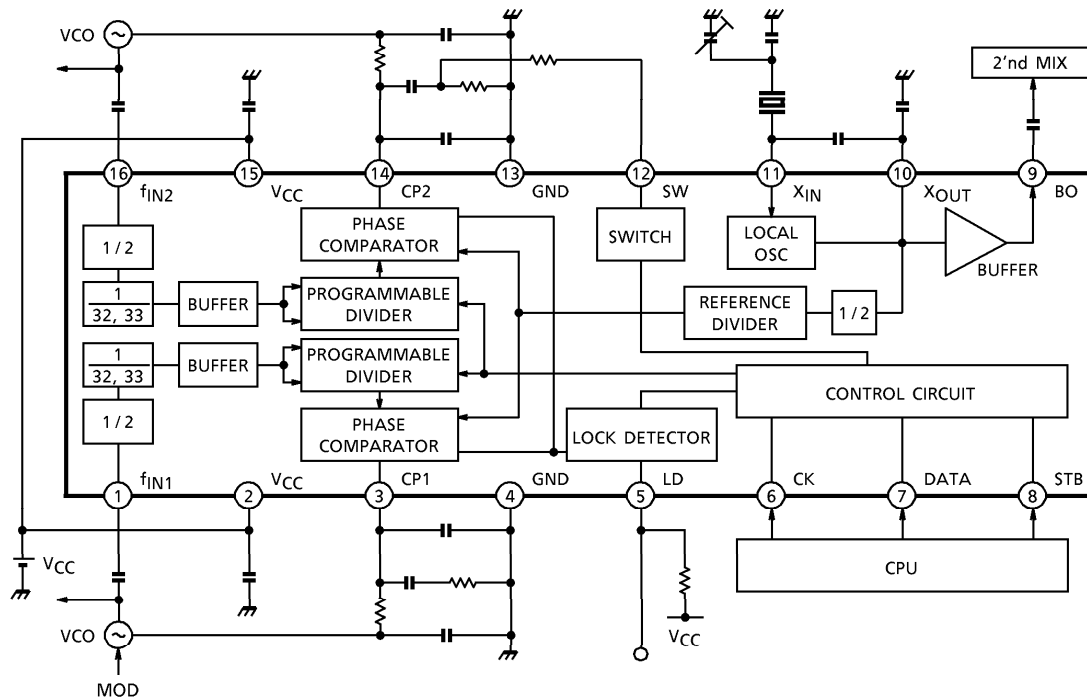 VCO
2'nd MIX
16
15
14
13
12
11
10
9
fIN2
VCC
CP2
GND
SW
XIN
XOUT
BO
PHASE
COMPARATOR
SWITCH
LOCAL
OSC
BUFFER
1/2
1
32, 33
BUFFER
PROGRAMMABLE
DIVIDER
REFERENCE
DIVIDER
1/2
1
32, 33
BUFFER
PROGRAMMABLE
DIVIDER
CONTROL CIRCUIT
1/2
PHASE
COMPARATOR
LOCK DETECTOR
fIN1
VCC
CP1
GND
LD
CK
DATA
STB
1
2
3
4
5
6
7
8
VCC
CPU
VCO
VCC
MOD